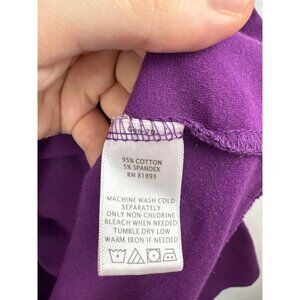 95% COTTON
5% SPANDEX
RN 81893
MACHINE WASH COLD
SEPARATELY
ONLY NON-CHLORINE
BLEACH WHEN NEEDED
TUMBLE DRY LOW
WARM IRON IF NEEDED